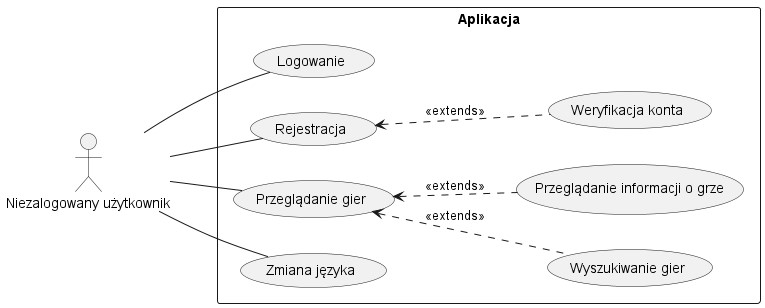 Aplikacja
Logowanie
Rejestracja
«extends»
Weryfikacja konta
Niezalogowany użytkownik
Przeglądanie gier
«extends»
Przeglądanie informacji o grze
«extends»
Wyszukiwanie gier
Zmiana języka